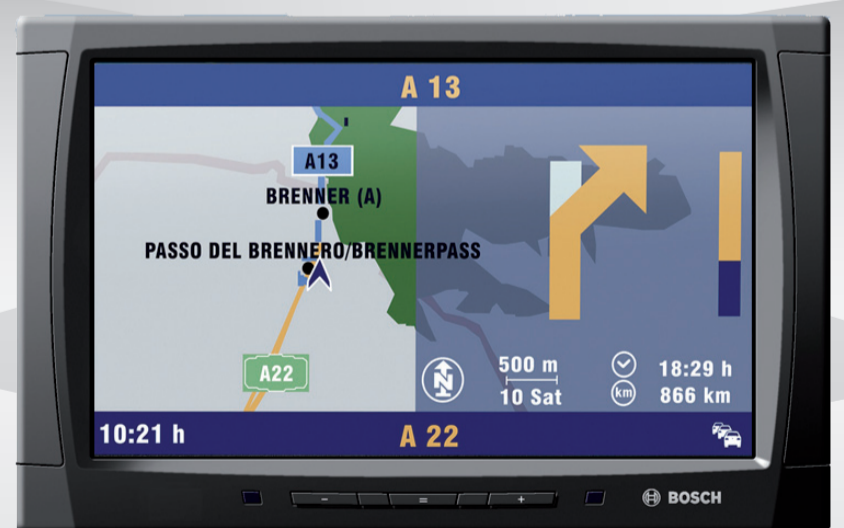 A 13
A13
BRENNER (A)
PASSO DEL BRENNERO/BRENNERPASS
A22
N
500 m
10 Sat
18:29 h
km
866 km
10:21 h
A 22
-
=
+
BOSCH